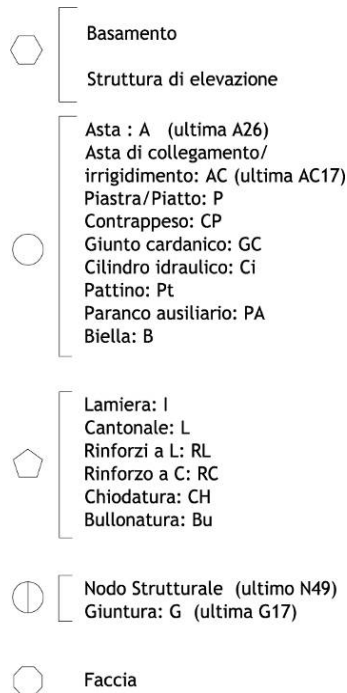 Basamento
Struttura di elevazione
Asta : A (ultima A26)
Asta di collegamento/
irrigidimento: AC (ultima AC17)
Piastra/Piatto: P
Contrappeso: CP
Giunto cardanico: GC
Cilindro idraulico: Ci
Pattino: Pt
Paranco ausiliario: PA
Biella: B
Lamiera: I
Cantonale: L
Rinforzi a L: RL
Rinforzo a C: RC
Chiodatura: CH
Bullonatura: Bu
Nodo Strutturale (ultimo N49)
Giuntura: G (ultima G17)
Faccia